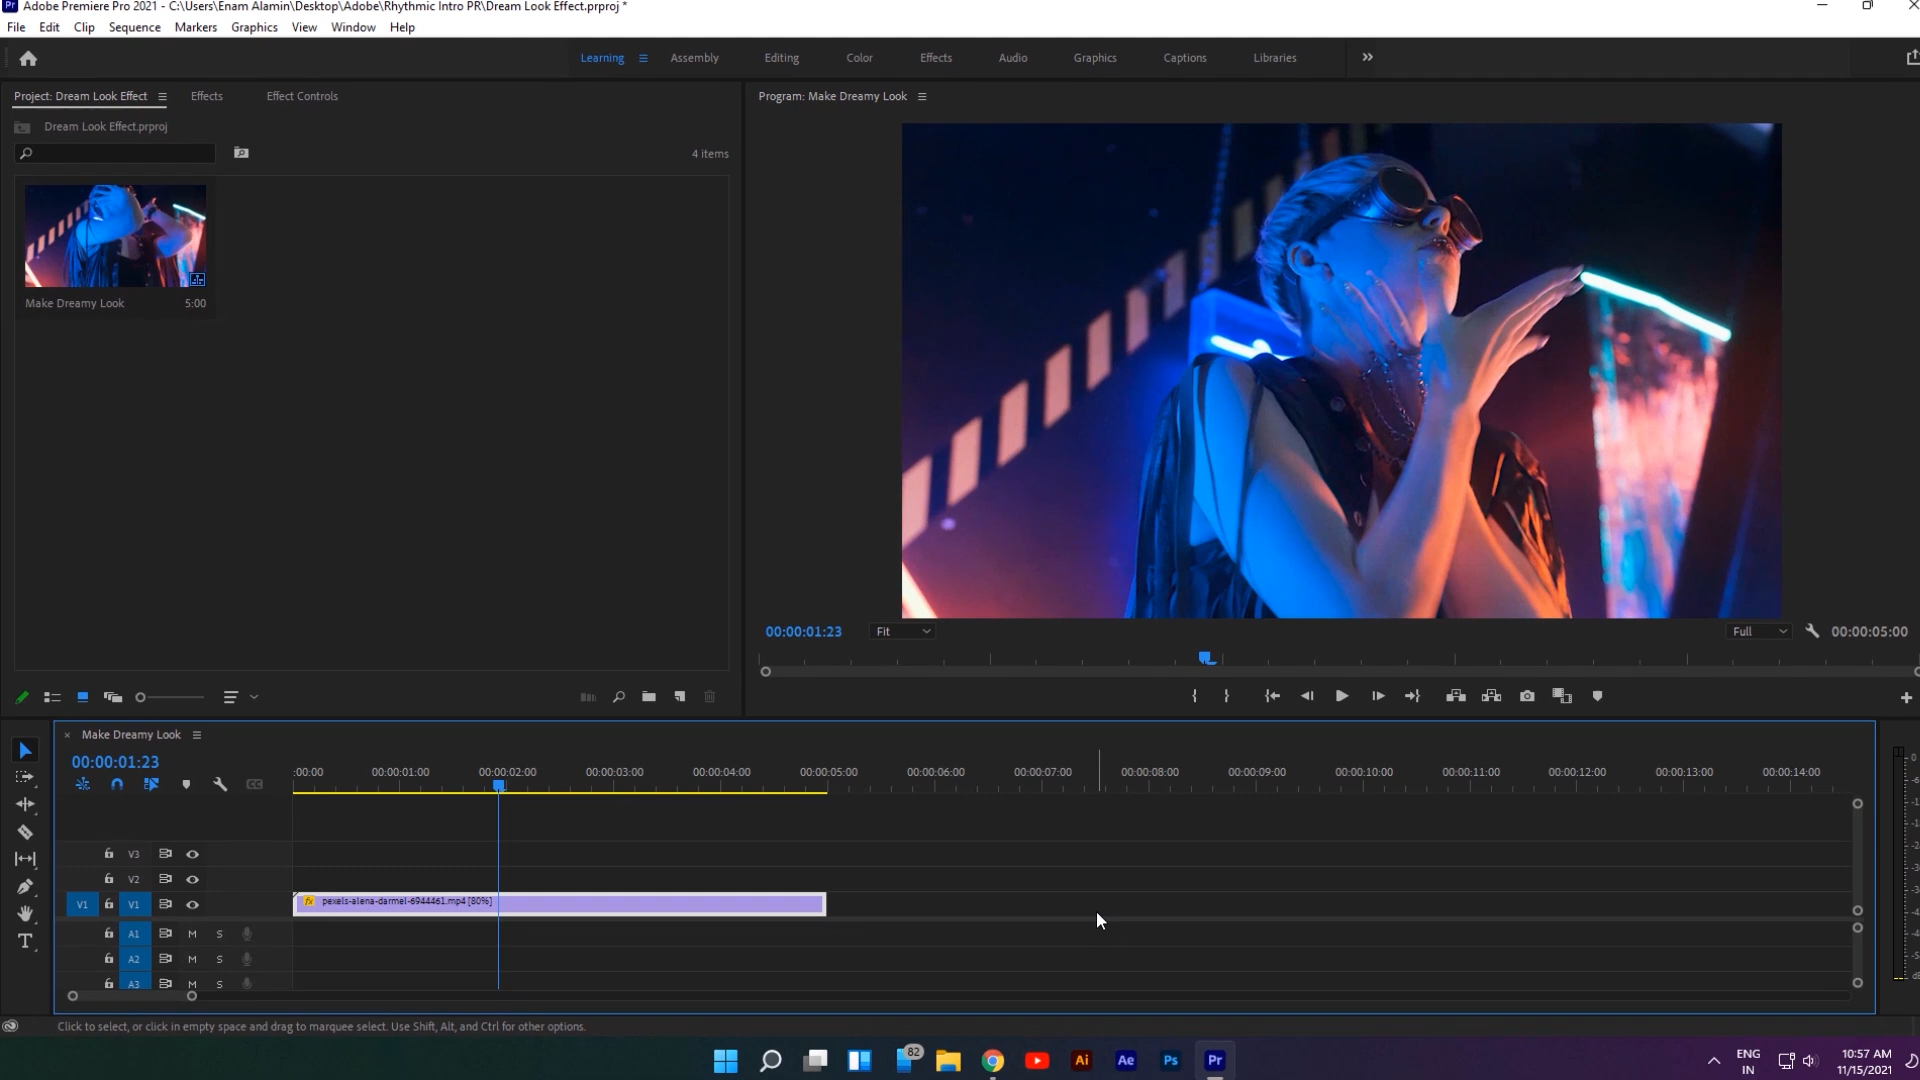 Pr Adobe Premiere Pro 2021 - C:\Users\Enam Alamin\Desktop\Adobe\Rhythmic Intro PR\Dream Look Effect.prproj *
File Edit Clip Sequence Markers Graphics View Window Help
Learning Assembly Editing Color Effects Audio Graphics Captions Libraries
Project: Dream Look Effect Effects Effect Controls
Program: Make Dreamy Look
Dream Look Effect.prproj
4 items
Make Dreamy Look 5:00
00:00:01:23 Fit Full 00:00:05:00
Make Dreamy Look
00:00:01:23
:00:00 00:00:01:00 00:00:02:00 00:00:03:00 00:00:04:00 00:00:05:00 00:00:06:00 00:00:07:00 00:00:08:00 00:00:09:00 00:00:10:00 00:00:11:00 00:00:12:00 00:00:13:00 00:00:14:00
V3
V2
V1 V1 fx pexels-alena-darmel-6944461.mp4 [80%]
A1 M S
A2 M S
A3 M S
Click to select, or click in empty space and drag to marquee select. Use Shift, Alt, and Ctrl for other options.
82 Ai Ae Ps Pr
ENG 10:57 AM
IN 11/15/2021